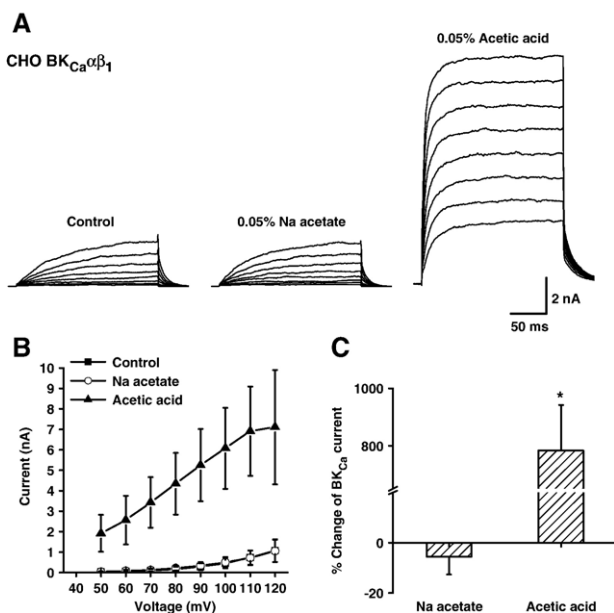 A
CHO BKCaαβ1
0.05% Acetic acid
Control
0.05% Na acetate
2 nA
50 ms
B
Control
Na acetate
Acetic acid
10
9
8
7
6
5
4
3
2
1
0
Current (nA)
40 50 60 70 80 90 100 110 120
Voltage (mV)
C
1000
800
0
-20
% Change of BKCa current
*
Na acetate Acetic acid